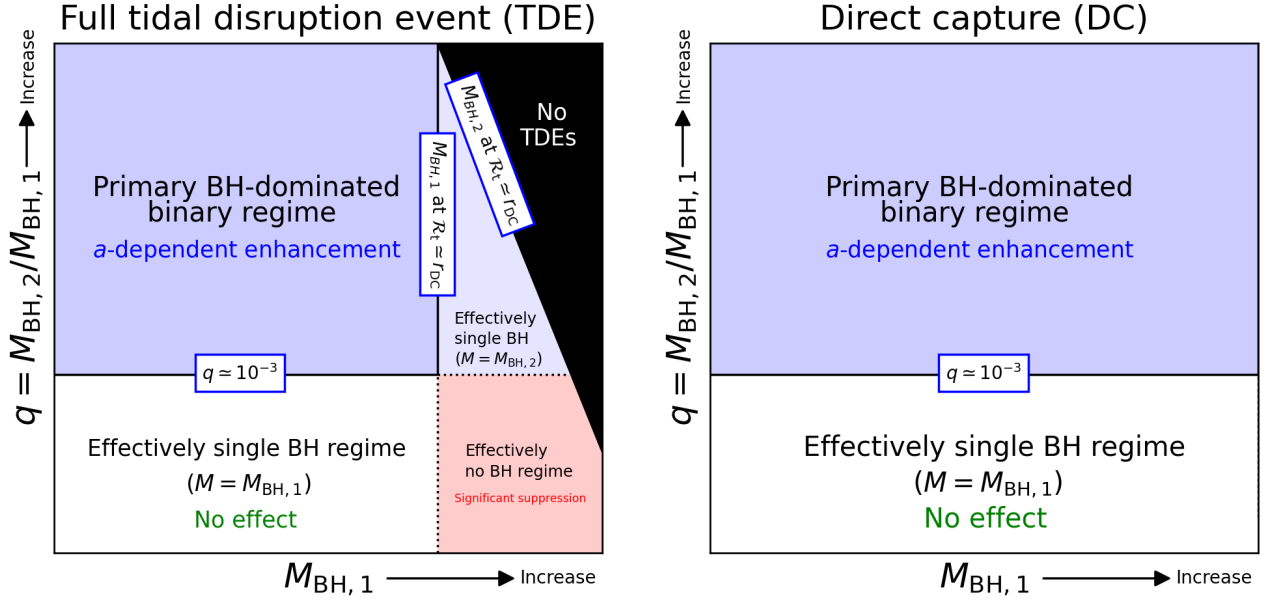 Full tidal disruption event (TDE)
q = M_BH, 2/M_BH, 1 → Increase
Primary BH-dominated
binary regime
a-dependent enhancement
M_BH, 1 at ℛ_t ≃ r_DC
M_BH, 2 at ℛ_t ≃ r_DC
No
TDEs
Effectively
single BH
(M = M_BH, 2)
q ≃ 10⁻³
Effectively single BH regime
(M = M_BH, 1)
No effect
Effectively
no BH regime
Significant suppression
M_BH, 1 → Increase
Direct capture (DC)
q = M_BH, 2/M_BH, 1 → Increase
Primary BH-dominated
binary regime
a-dependent enhancement
q ≃ 10⁻³
Effectively single BH regime
(M = M_BH, 1)
No effect
M_BH, 1 → Increase